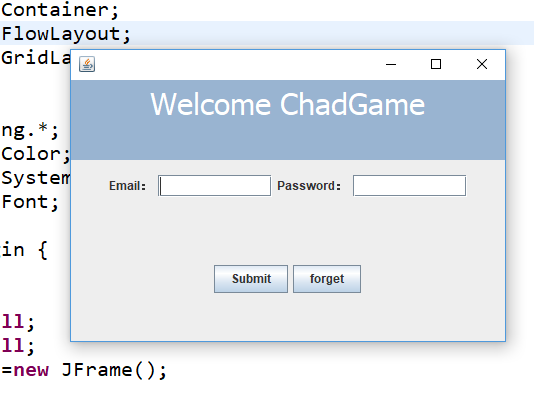 Container;
FlowLayout;
GridLa
Welcome ChadGame
ng.*;
Color;
System
Font;
Email： Password：
in {
Submit forget
ll;
ll;
=new JFrame();